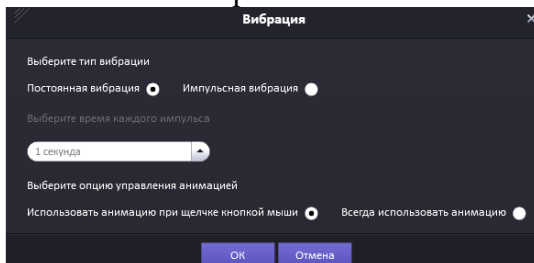 Вибрация
Выберите тип вибрации
Постоянная вибрация Импульсная вибрация
Выберите время каждого импульса
1 секунда
Выберите опцию управления анимацией
Использовать анимацию при щелчке кнопкой мыши Всегда использовать анимацию
ОК Отмена